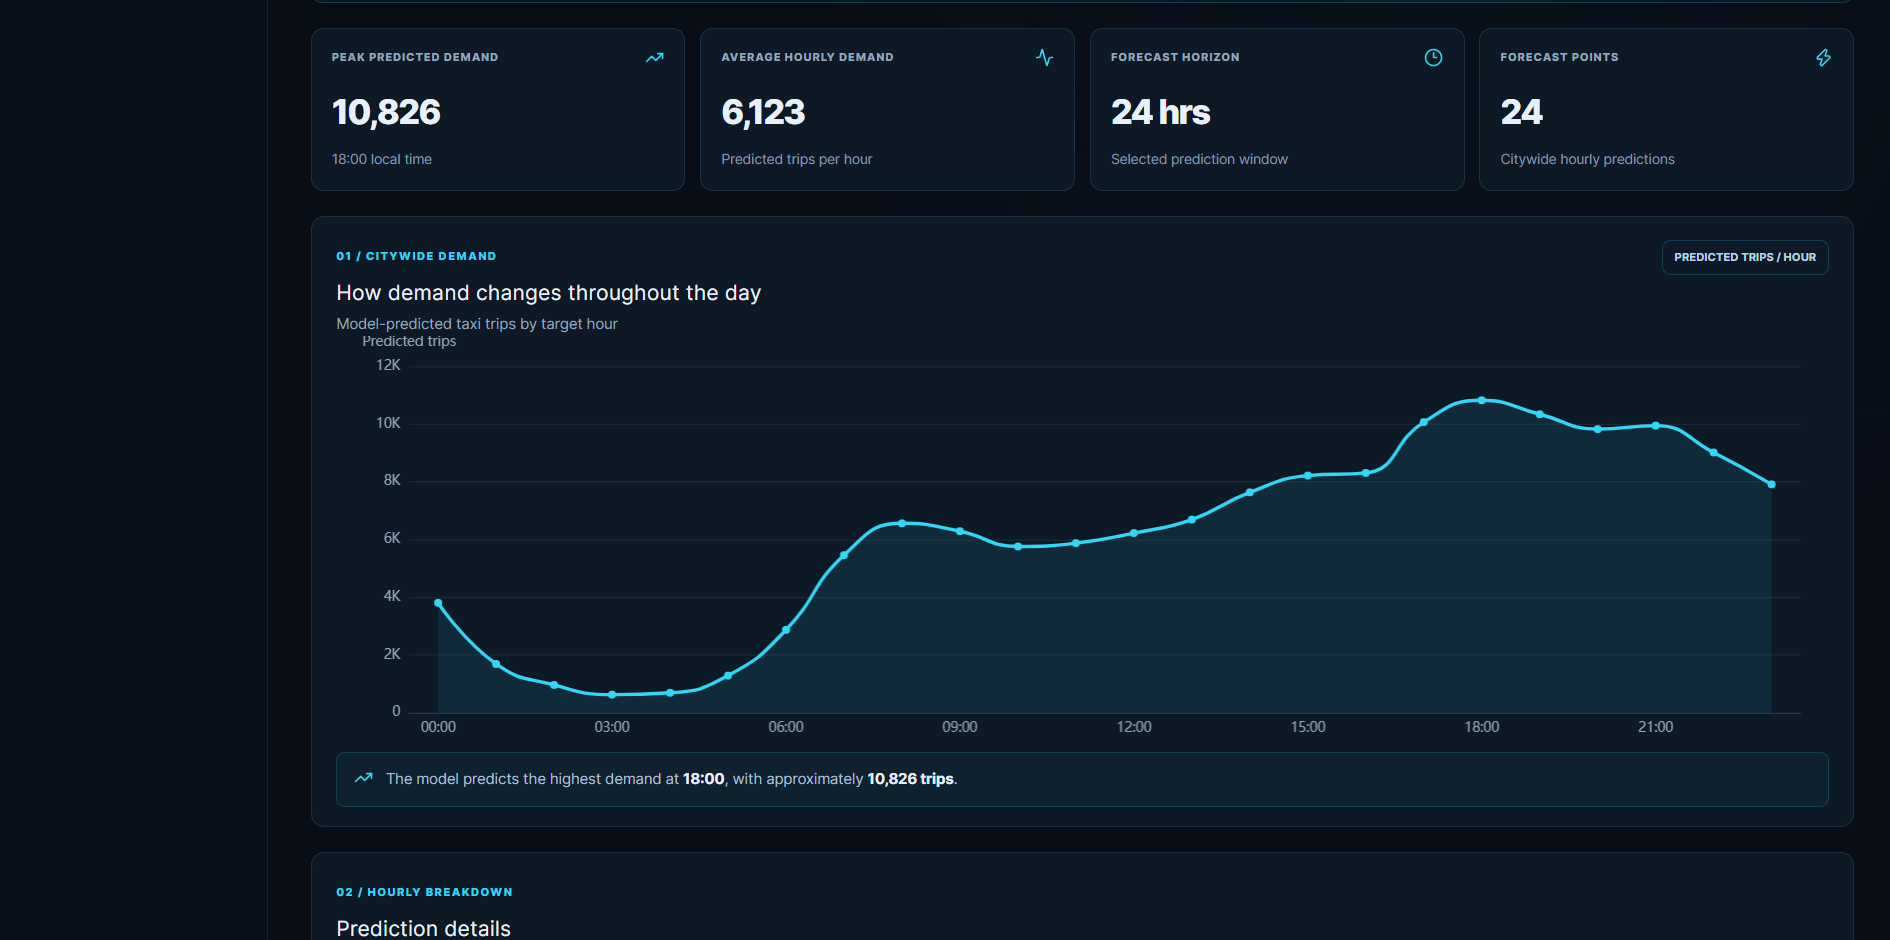 PEAK PREDICTED DEMAND
10,826
18:00 local time
AVERAGE HOURLY DEMAND
6,123
Predicted trips per hour
FORECAST HORIZON
24 hrs
Selected prediction window
FORECAST POINTS
24
Citywide hourly predictions
01 / CITYWIDE DEMAND
PREDICTED TRIPS / HOUR
How demand changes throughout the day
Model-predicted taxi trips by target hour
Predicted trips
12K
10K
8K
6K
4K
2K
0
00:00 03:00 06:00 09:00 12:00 15:00 18:00 21:00
The model predicts the highest demand at 18:00, with approximately 10,826 trips.
02 / HOURLY BREAKDOWN
Prediction details